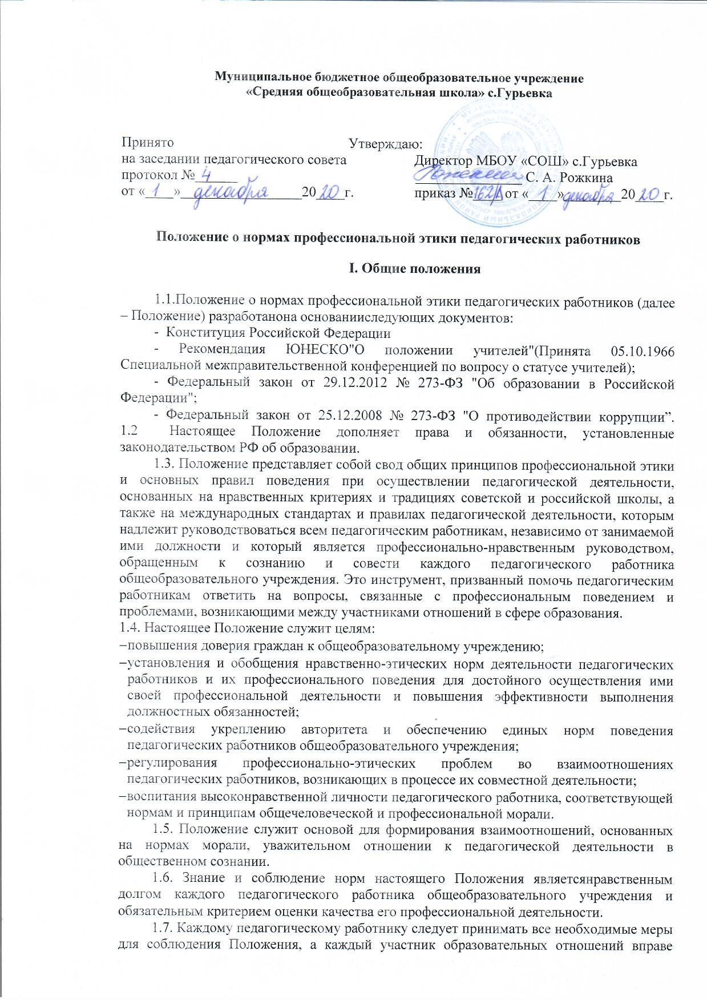 Муниципальное бюджетное общеобразовательное учреждение
«Средняя общеобразовательная школа» с.Гурьевка
Принято Утверждаю:
на заседании педагогического совета Директор МБОУ «СОШ» с.Гурьевка
протокол № 4 С. А. Рожкина
от « 1 » декабря 2020 г. приказ №162/А от « 1 » декабря 2020 г.
Положение о нормах профессиональной этики педагогических работников
I. Общие положения
1.1.Положение о нормах профессиональной этики педагогических работников (далее
– Положение) разработанона основанииследующих документов:
- Конституция Российской Федерации
- Рекомендация ЮНЕСКО"О положении учителей"(Принята 05.10.1966
Специальной межправительственной конференцией по вопросу о статусе учителей);
- Федеральный закон от 29.12.2012 № 273-ФЗ "Об образовании в Российской
Федерации";
- Федеральный закон от 25.12.2008 № 273-ФЗ "О противодействии коррупции”.
1.2 Настоящее Положение дополняет права и обязанности, установленные
законодательством РФ об образовании.
1.3. Положение представляет собой свод общих принципов профессиональной этики
и основных правил поведения при осуществлении педагогической деятельности,
основанных на нравственных критериях и традициях советской и российской школы, а
также на международных стандартах и правилах педагогической деятельности, которым
надлежит руководствоваться всем педагогическим работникам, независимо от занимаемой
ими должности и который является профессионально-нравственным руководством,
обращенным к сознанию и совести каждого педагогического работника
общеобразовательного учреждения. Это инструмент, призванный помочь педагогическим
работникам ответить на вопросы, связанные с профессиональным поведением и
проблемами, возникающими между участниками отношений в сфере образования.
1.4. Настоящее Положение служит целям:
–повышения доверия граждан к общеобразовательному учреждению;
–установления и обобщения нравственно-этических норм деятельности педагогических
работников и их профессионального поведения для достойного осуществления ими
своей профессиональной деятельности и повышения эффективности выполнения
должностных обязанностей;
–содействия укреплению авторитета и обеспечению единых норм поведения
педагогических работников общеобразовательного учреждения;
–регулирования профессионально-этических проблем во взаимоотношениях
педагогических работников, возникающих в процессе их совместной деятельности;
–воспитания высоконравственной личности педагогического работника, соответствующей
нормам и принципам общечеловеческой и профессиональной морали.
1.5. Положение служит основой для формирования взаимоотношений, основанных
на нормах морали, уважительном отношении к педагогической деятельности в
общественном сознании.
1.6. Знание и соблюдение норм настоящего Положения являетсянравственным
долгом каждого педагогического работника общеобразовательного учреждения и
обязательным критерием оценки качества его профессиональной деятельности.
1.7. Каждому педагогическому работнику следует принимать все необходимые меры
для соблюдения Положения, а каждый участник образовательных отношений вправе